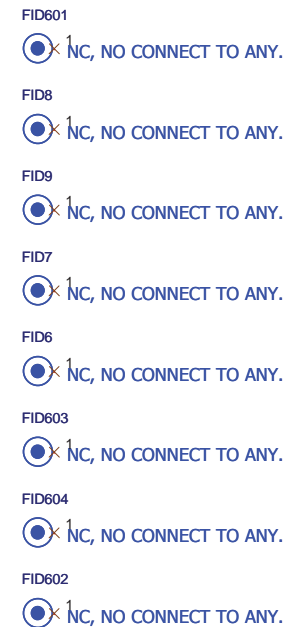 FID601
1
NC, NO CONNECT TO ANY.
FID8
1
NC, NO CONNECT TO ANY.
FID9
1
NC, NO CONNECT TO ANY.
FID7
1
NC, NO CONNECT TO ANY.
FID6
1
NC, NO CONNECT TO ANY.
FID603
1
NC, NO CONNECT TO ANY.
FID604
1
NC, NO CONNECT TO ANY.
FID602
1
NC, NO CONNECT TO ANY.